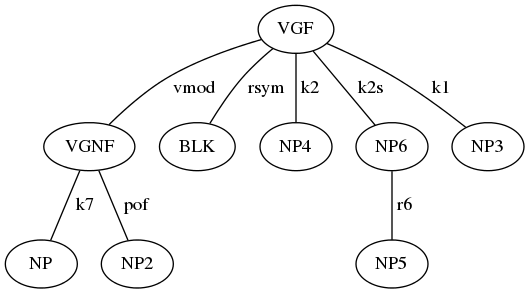 VGF
vmod rsym k2 k2s k1
VGNF BLK NP4 NP6 NP3
k7 pof r6
NP NP2 NP5